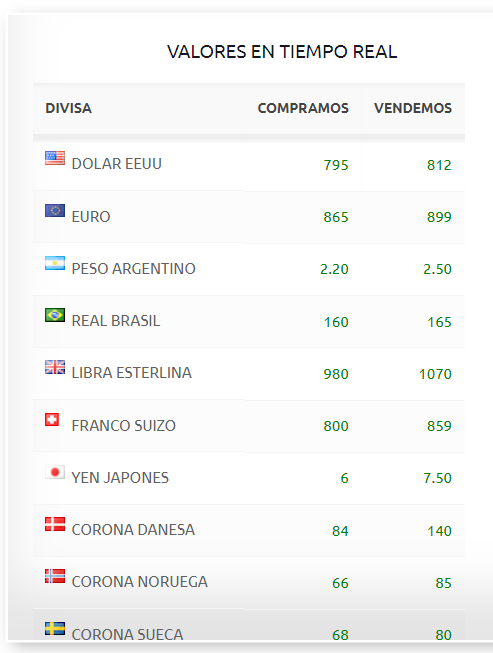 VALORES EN TIEMPO REAL
DIVISA COMPRAMOS VENDEMOS
DOLAR EEUU 795 812
EURO 865 899
PESO ARGENTINO 2.20 2.50
REAL BRASIL 160 165
LIBRA ESTERLINA 980 1070
FRANCO SUIZO 800 859
YEN JAPONES 6 7.50
CORONA DANESA 84 140
CORONA NORUEGA 66 85
CORONA SUECA 68 80